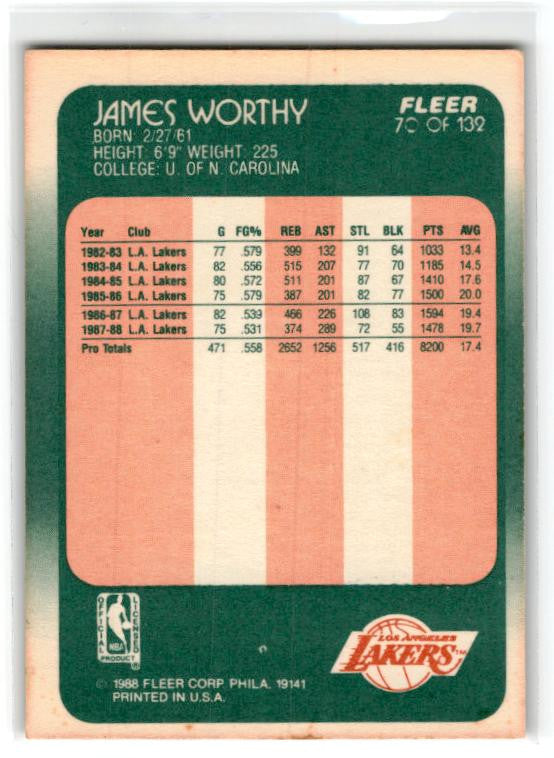 JAMES WORTHY
FLEER
70 OF 132
BORN: 2/27/61
HEIGHT: 6'9" WEIGHT: 225
COLLEGE: U. OF N. CAROLINA
Year Club G FG% REB AST STL BLK PTS AVG
1982-83 L.A. Lakers 77 .579 399 132 91 64 1033 13.4
1983-84 L.A. Lakers 82 .556 515 207 77 70 1185 14.5
1984-85 L.A. Lakers 80 .572 511 201 87 67 1410 17.6
1985-86 L.A. Lakers 75 .579 387 201 82 77 1500 20.0
1986-87 L.A. Lakers 82 .539 466 226 108 83 1594 19.4
1987-88 L.A. Lakers 75 .531 374 289 72 55 1478 19.7
Pro Totals 471 .558 2652 1256 517 416 8200 17.4
OFFICIAL LICENSED
NBA
PRODUCT ®
LOS ANGELES
LAKERS™
© 1988 FLEER CORP. PHILA. 19141
PRINTED IN U.S.A.